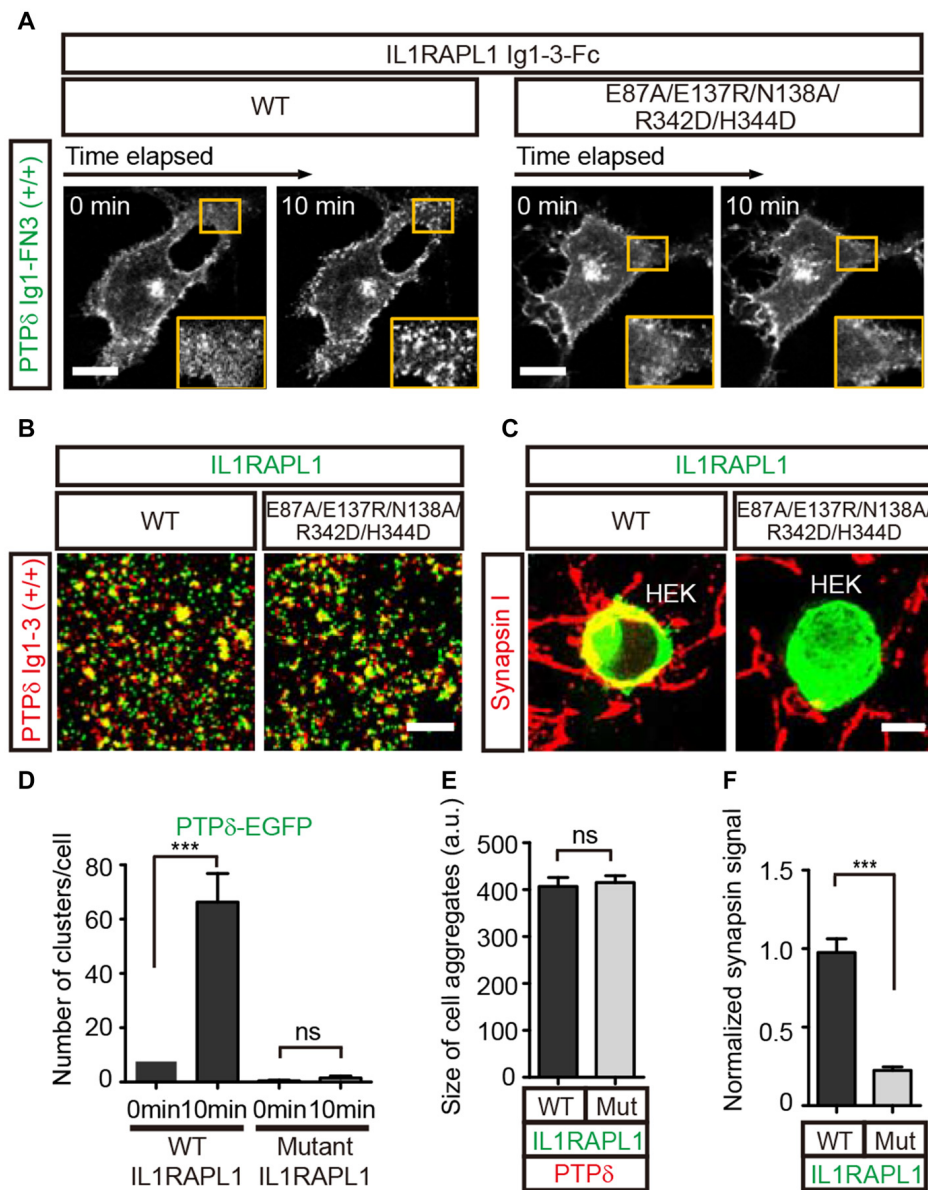 A
IL1RAPL1 Ig1-3-Fc
WT
E87A/E137R/N138A/
R342D/H344D
PTPδ Ig1-FN3 (+/+)
Time elapsed
Time elapsed
0 min
10 min
0 min
10 min
B
IL1RAPL1
WT
E87A/E137R/N138A/
R342D/H344D
PTPδ Ig1-3 (+/+)
C
IL1RAPL1
WT
E87A/E137R/N138A/
R342D/H344D
Synapsin I
HEK
HEK
D
PTPδ-EGFP
Number of clusters/cell
80
60
40
20
0
***
ns
0min
10min
0min
10min
WT
IL1RAPL1
Mutant
IL1RAPL1
E
Size of cell aggregates (a.u.)
500
400
300
200
100
0
ns
WT
Mut
IL1RAPL1
PTPδ
F
Normalized synapsin signal
1.5
1.0
0.5
0.0
***
WT
Mut
IL1RAPL1